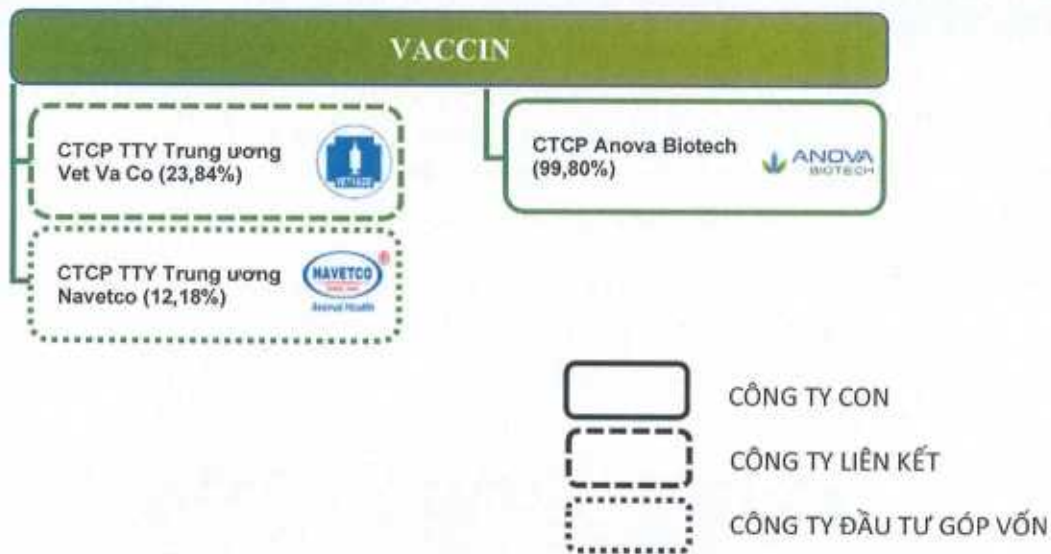 VACCIN
CTCP TTY Trung ương
Vet Va Co (23,84%)
VETVACO
CTCP TTY Trung ương
Navetco (12,18%)
NAVETCO
®
Animal Health
CTCP Anova Biotech
(99,80%)
ANOVA
BIOTECH
CÔNG TY CON
CÔNG TY LIÊN KẾT
CÔNG TY ĐẦU TƯ GÓP VỐN